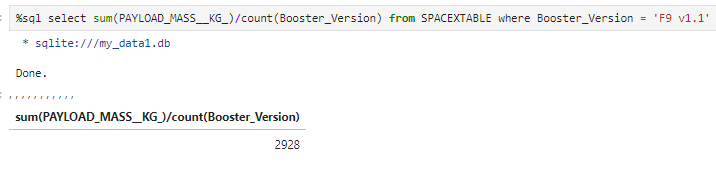 : %sql select sum(PAYLOAD_MASS__KG_)/count(Booster_Version) from SPACEXTABLE where Booster_Version = 'F9 v1.1'
* sqlite:///my_data1.db
Done.
: ,,,,,,,,,,,
sum(PAYLOAD_MASS__KG_)/count(Booster_Version)
2928